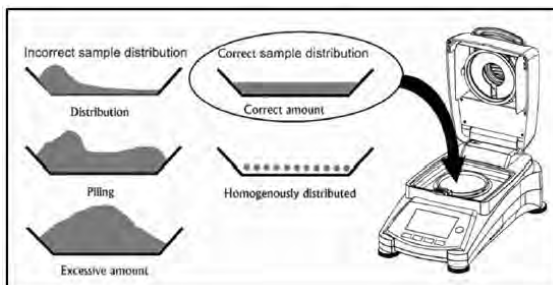 Incorrect sample distribution
Distribution
Piling
Excessive amount
Correct sample distribution
Correct amount
Homogenously distributed